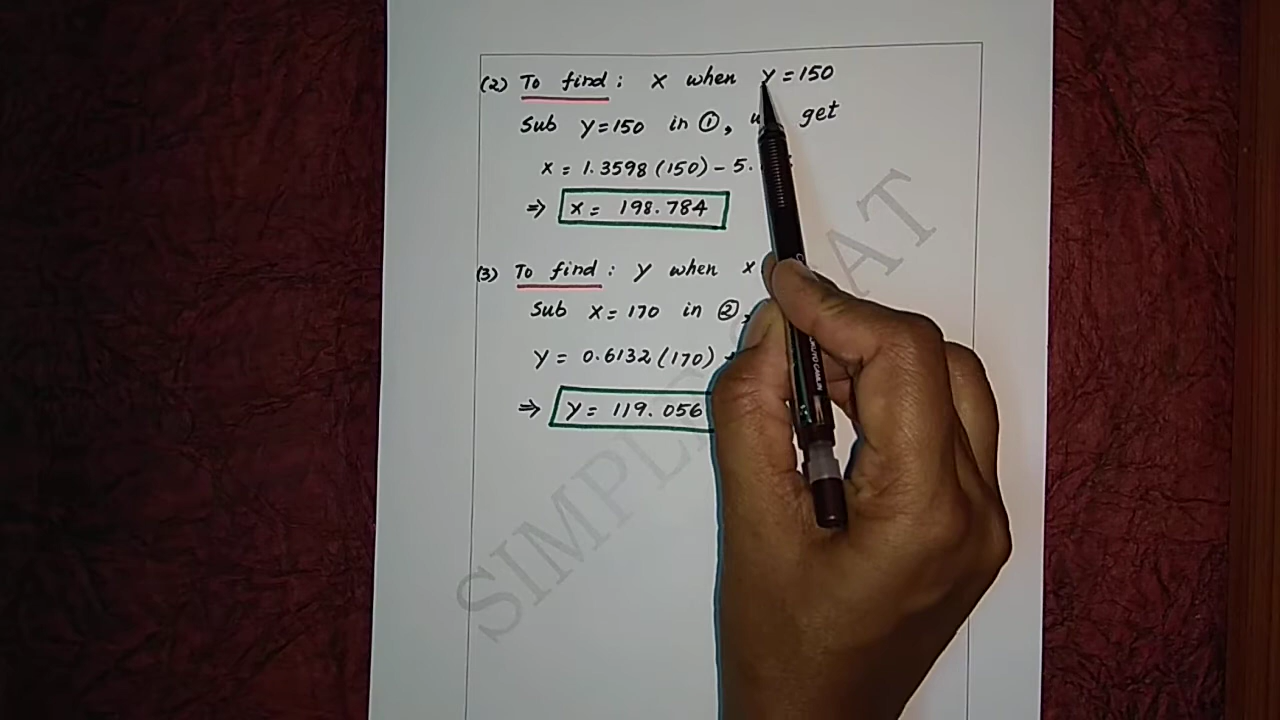 (2) To find : X when Y = 150
Sub Y = 150 in ①, get
X = 1.3598 (150) - 5.
⇒ X = 198.784
(3) To find : Y when X
Sub X = 170 in ②,
Y = 0.6132 (170)
⇒ Y = 119.056